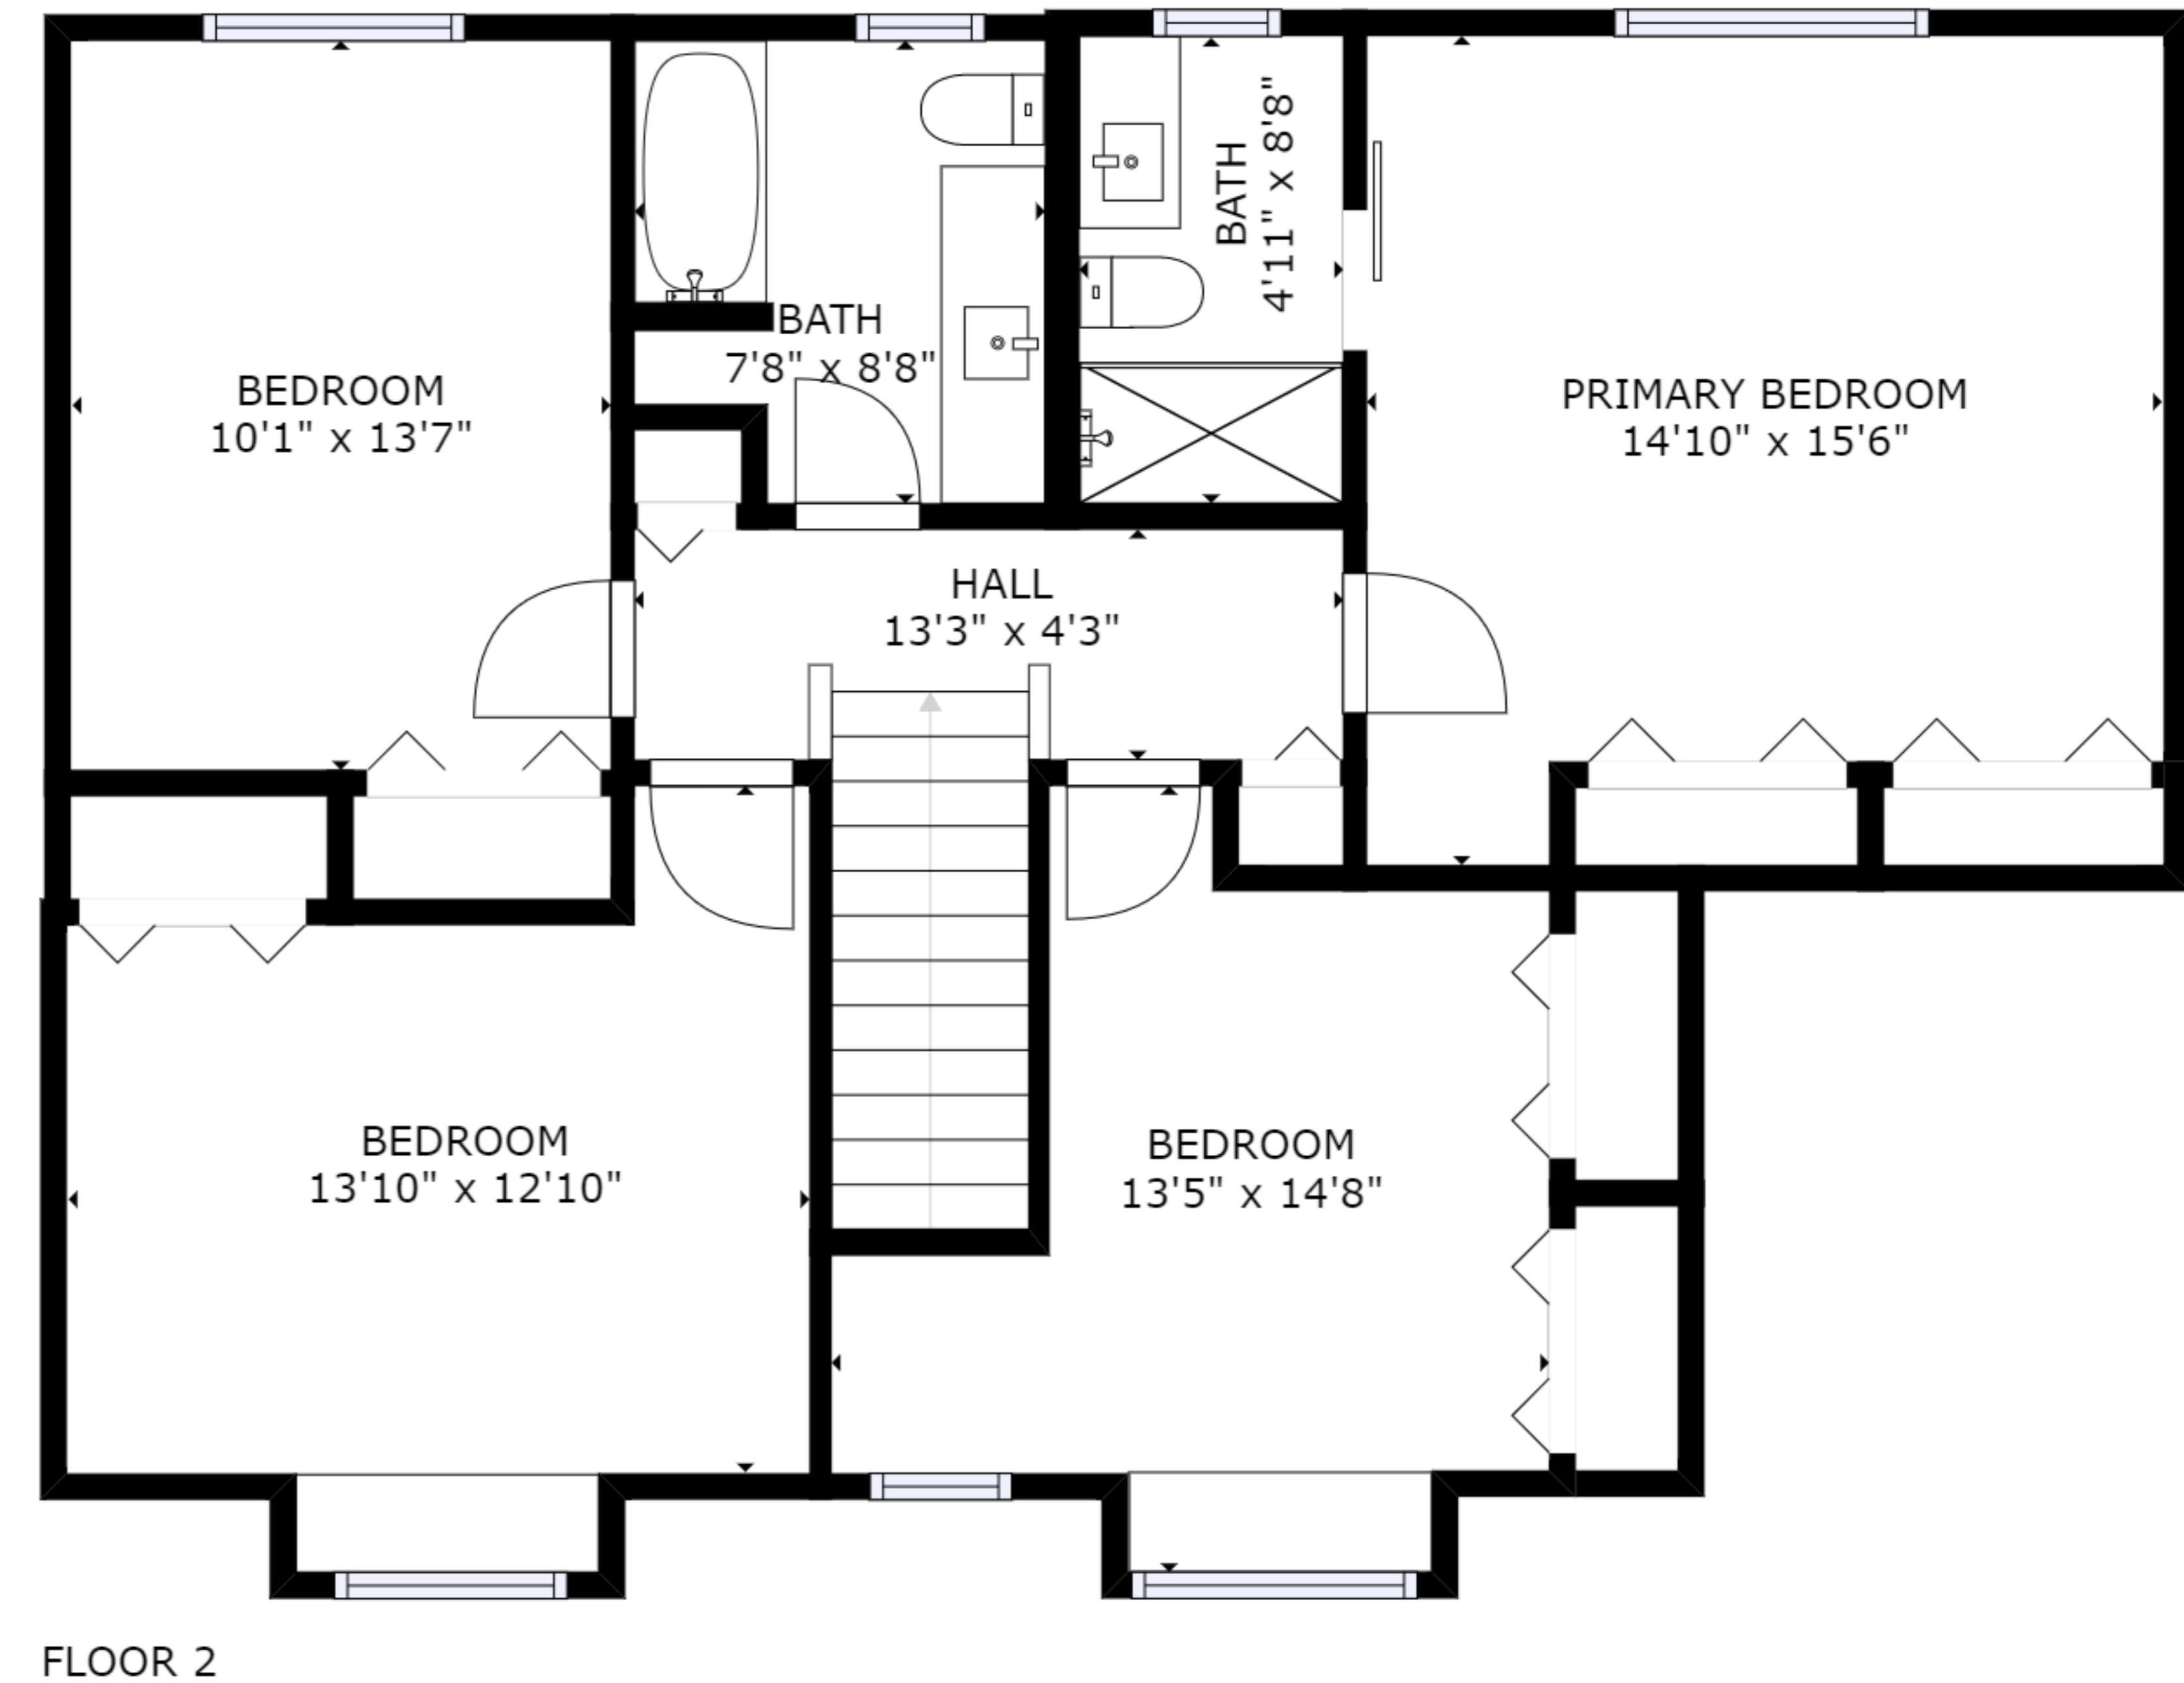 BATH
4'11" x 8'8"
BATH
7'8" x 8'8"
BEDROOM
10'1" x 13'7"
PRIMARY BEDROOM
14'10" x 15'6"
HALL
13'3" x 4'3"
BEDROOM
13'10" x 12'10"
BEDROOM
13'5" x 14'8"
FLOOR 2